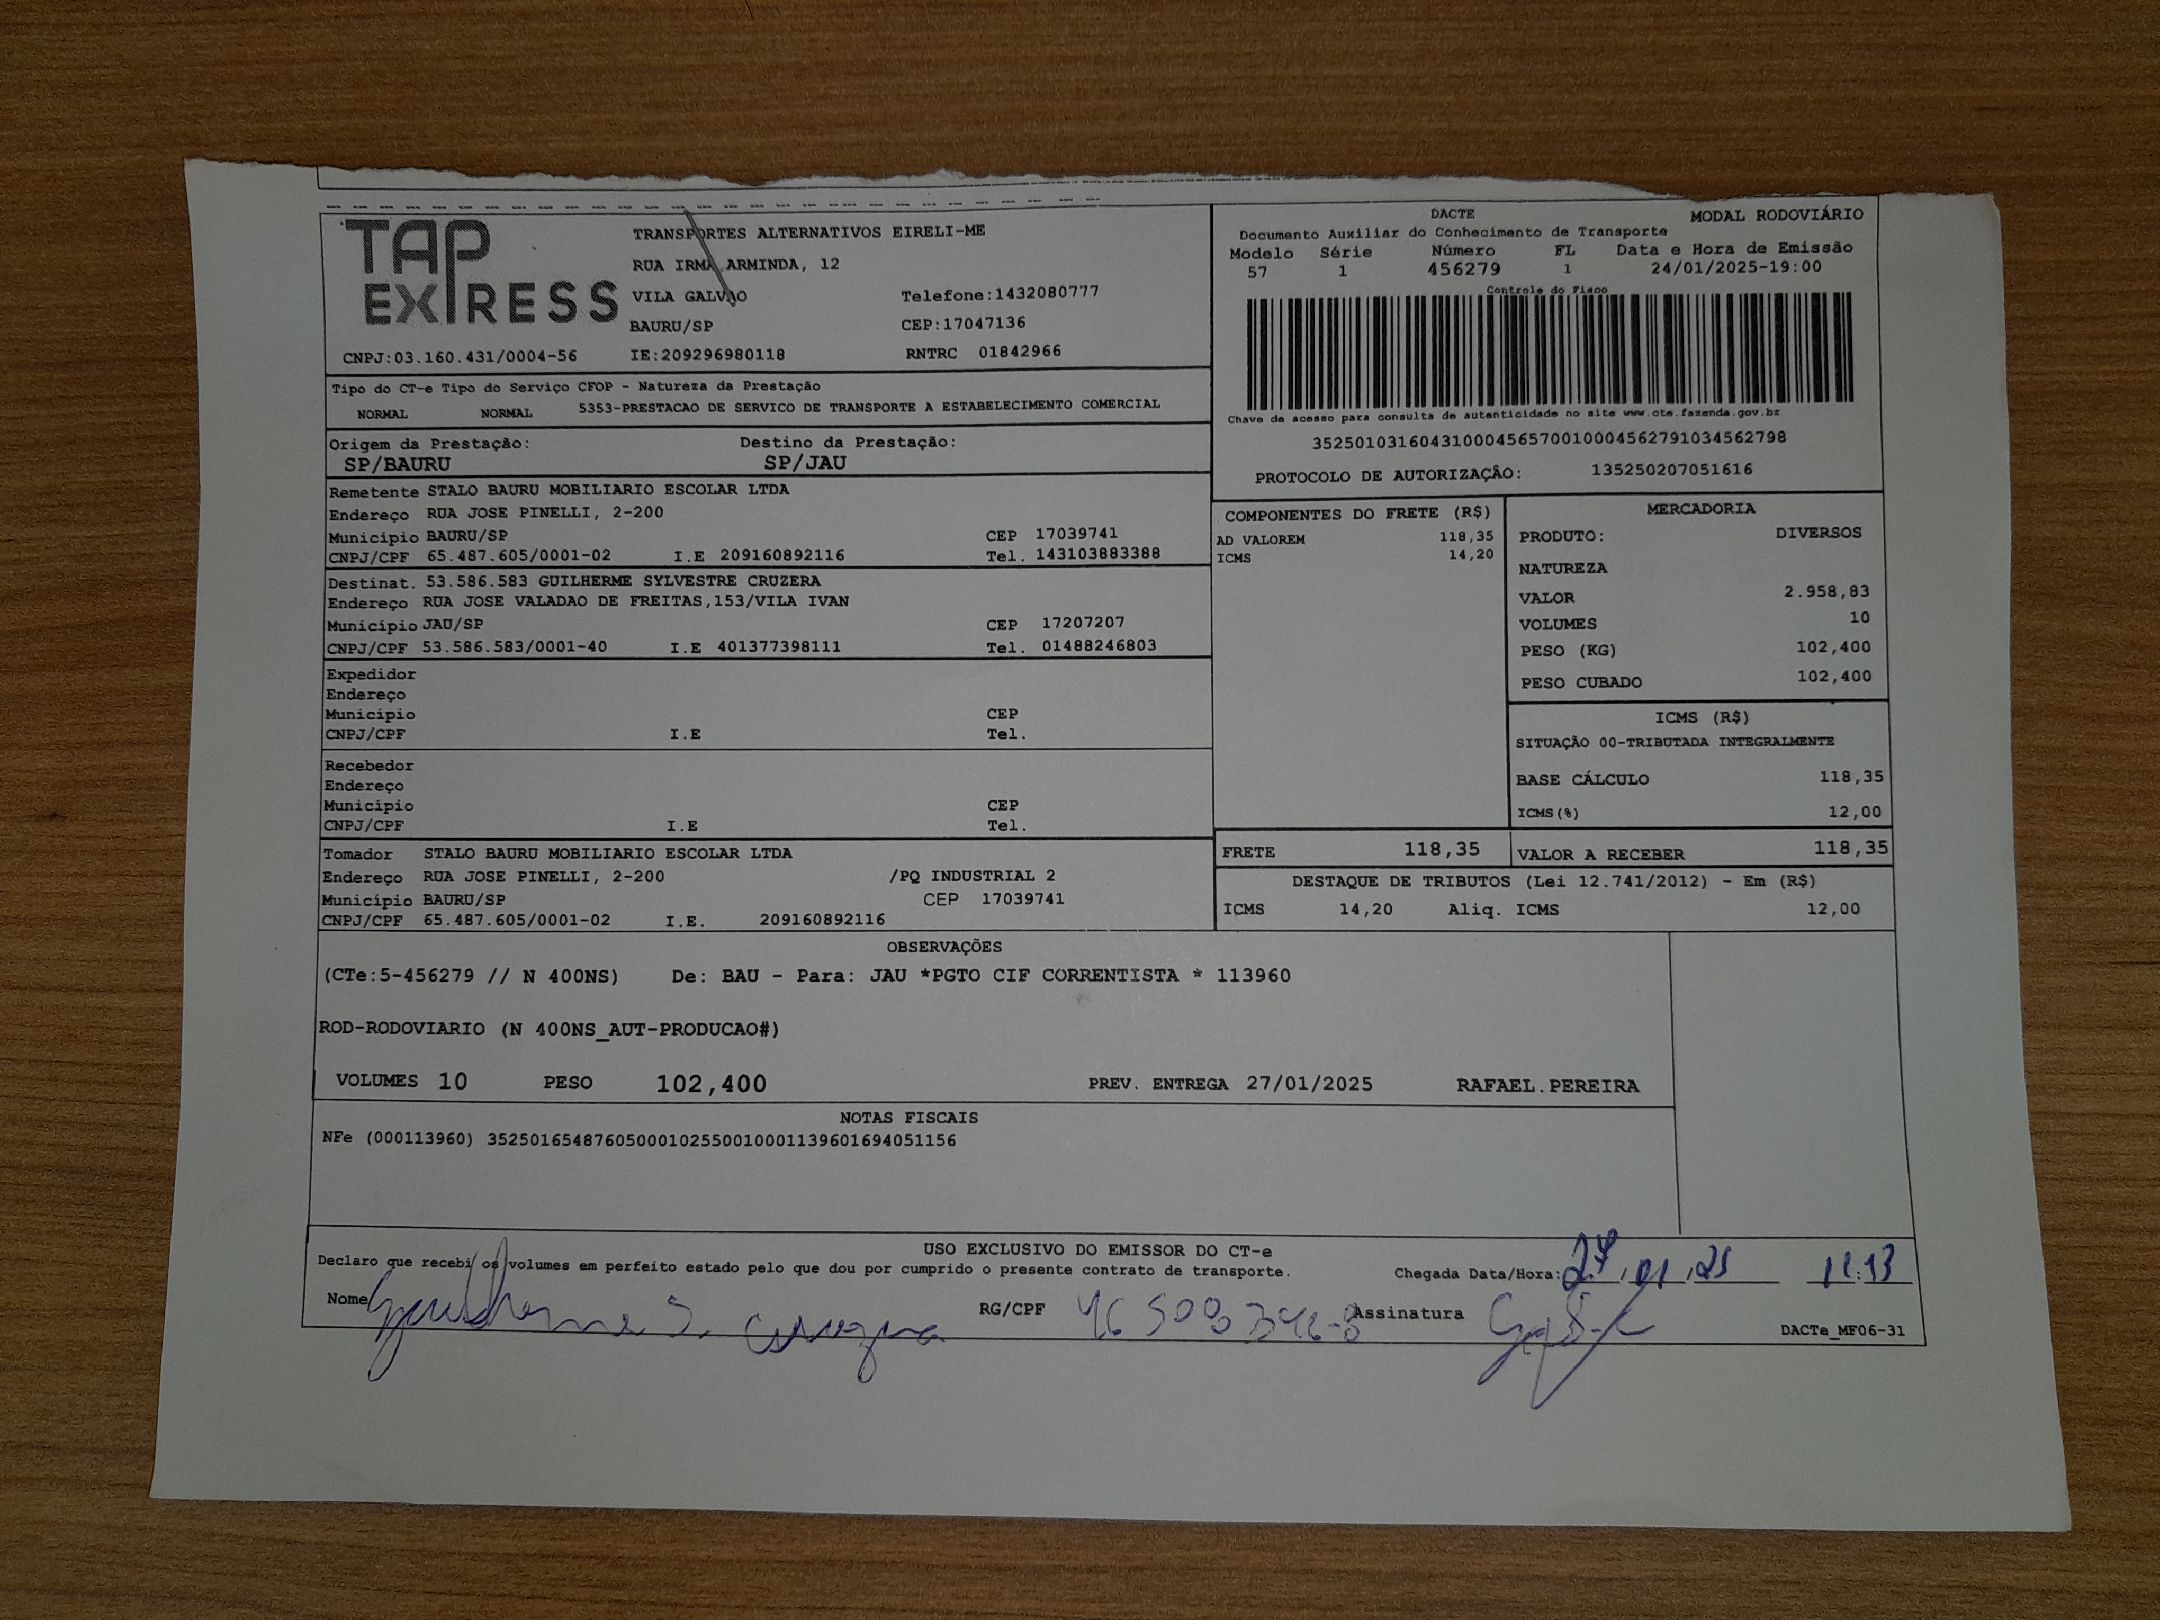 TAP EXPRESS
TRANSPORTES ALTERNATIVOS EIRELI-ME
RUA IRMA ARMINDA, 12
VILA GALVAO Telefone:1432080777
BAURU/SP CEP:17047136
CNPJ:03.160.431/0004-56 IE:209296980118 RNTRC 01842966
DACTE MODAL RODOVIÁRIO
Documento Auxiliar do Conhecimento de Transporte
Modelo Série Número FL Data e Hora de Emissão
57 1 456279 1 24/01/2025-19:00
Controle do Fisco
Chave de acesso para consulta de autenticidade no site www.cte.fazenda.gov.br
35250103160431000456570010004562791034562798
PROTOCOLO DE AUTORIZAÇÃO: 135250207051616
Tipo do CT-e Tipo do Serviço CFOP - Natureza da Prestação
NORMAL NORMAL 5353-PRESTACAO DE SERVICO DE TRANSPORTE A ESTABELECIMENTO COMERCIAL
Origem da Prestação: Destino da Prestação:
SP/BAURU SP/JAU
Remetente STALO BAURU MOBILIARIO ESCOLAR LTDA
Endereço RUA JOSE PINELLI, 2-200
Município BAURU/SP CEP 17039741
CNPJ/CPF 65.487.605/0001-02 I.E 209160892116 Tel. 143103883388
Destinat. 53.586.583 GUILHERME SYLVESTRE CRUZERA
Endereço RUA JOSE VALADAO DE FREITAS,153/VILA IVAN
Município JAU/SP CEP 17207207
CNPJ/CPF 53.586.583/0001-40 I.E 401377398111 Tel. 01488246803
Expedidor
Endereço
Município CEP
CNPJ/CPF I.E Tel.
Recebedor
Endereço
Município CEP
CNPJ/CPF I.E Tel.
Tomador STALO BAURU MOBILIARIO ESCOLAR LTDA
Endereço RUA JOSE PINELLI, 2-200 /PQ INDUSTRIAL 2
Município BAURU/SP CEP 17039741
CNPJ/CPF 65.487.605/0001-02 I.E. 209160892116
COMPONENTES DO FRETE (R$)
AD VALOREM 118,35
ICMS 14,20
MERCADORIA
PRODUTO: DIVERSOS
NATUREZA
VALOR 2.958,83
VOLUMES 10
PESO (KG) 102,400
PESO CUBADO 102,400
ICMS (R$)
SITUAÇÃO 00-TRIBUTADA INTEGRALMENTE
BASE CÁLCULO 118,35
ICMS(%) 12,00
FRETE 118,35 VALOR A RECEBER 118,35
DESTAQUE DE TRIBUTOS (Lei 12.741/2012) - Em (R$)
ICMS 14,20 Aliq. ICMS 12,00
OBSERVAÇÕES
(CTe:5-456279 // N 400NS) De: BAU - Para: JAU *PGTO CIF CORRENTISTA * 113960
ROD-RODOVIARIO (N 400NS_AUT-PRODUCAO#)
VOLUMES 10 PESO 102,400 PREV. ENTREGA 27/01/2025 RAFAEL.PEREIRA
NOTAS FISCAIS
NFe (000113960) 35250165487605000102550010001139601694051156
USO EXCLUSIVO DO EMISSOR DO CT-e
Declaro que recebi os volumes em perfeito estado pelo que dou por cumprido o presente contrato de transporte. Chegada Data/Hora: 27,01,25
Nome Guilherme S. RG/CPF Assinatura
DACTe_MF06-31